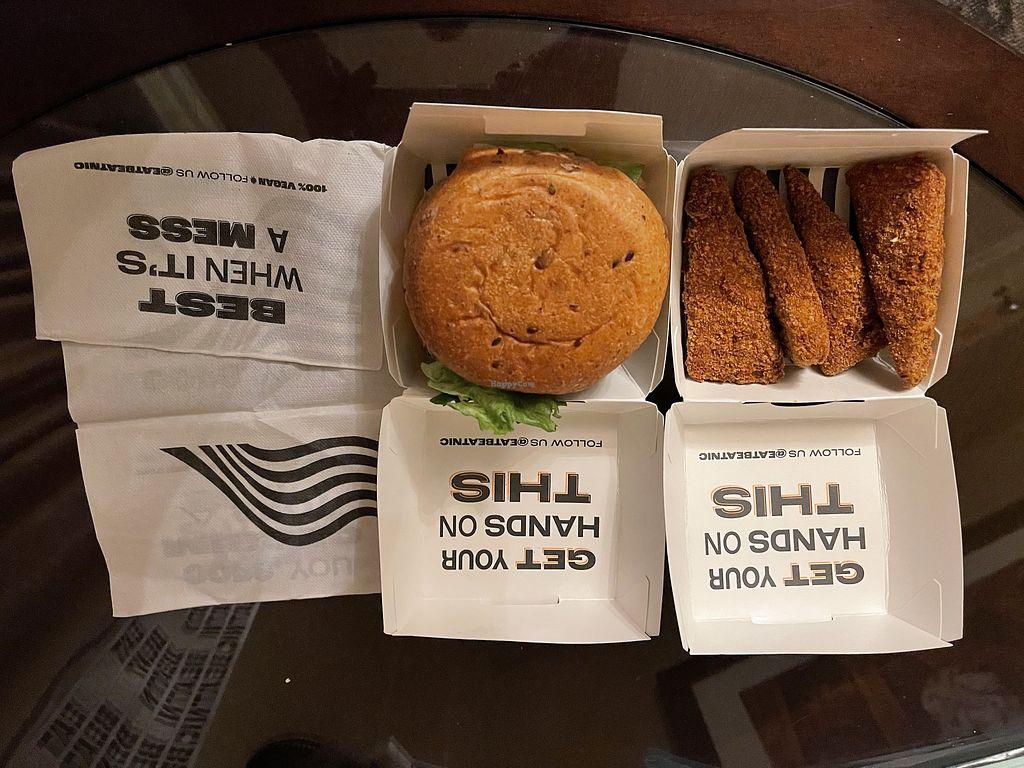 BEST
WHEN IT'S
A MESS
100% VEGAN FOLLOW US @EATBEATNIC
GET YOUR
HANDS ON
THIS
FOLLOW US @EATBEATNIC
GET YOUR
HANDS ON
THIS
FOLLOW US @EATBEATNIC
HappyCow